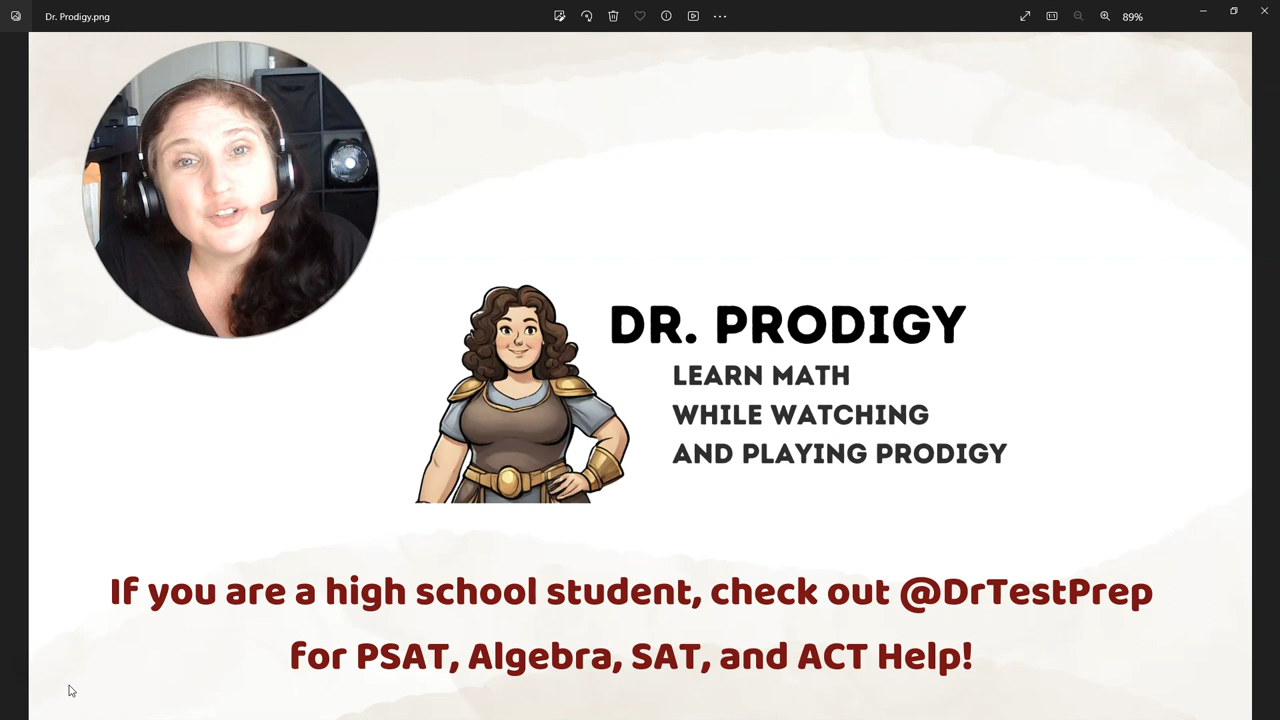 Dr. Prodigy.png
89%
DR. PRODIGY
LEARN MATH
WHILE WATCHING
AND PLAYING PRODIGY
If you are a high school student, check out @DrTestPrep
for PSAT, Algebra, SAT, and ACT Help!